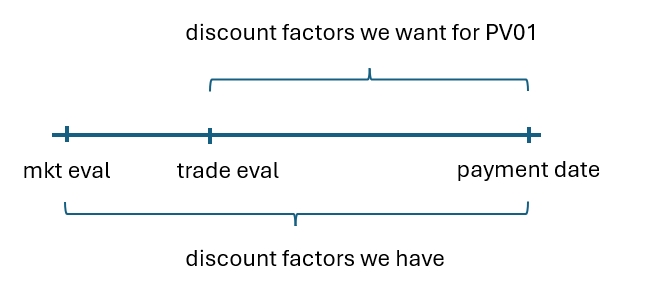 discount factors we want for PV01
mkt eval
trade eval
payment date
discount factors we have